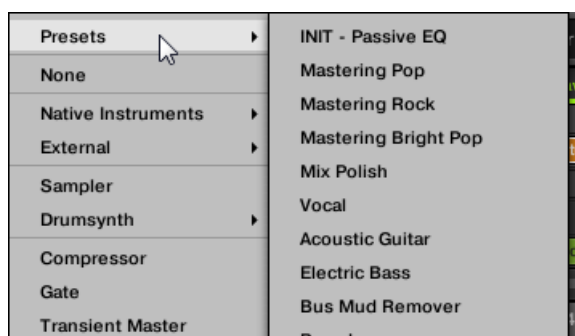 Presets
None
Native Instruments
External
Sampler
Drumsynth
Compressor
Gate
Transient Master
INIT - Passive EQ
Mastering Pop
Mastering Rock
Mastering Bright Pop
Mix Polish
Vocal
Acoustic Guitar
Electric Bass
Bus Mud Remover